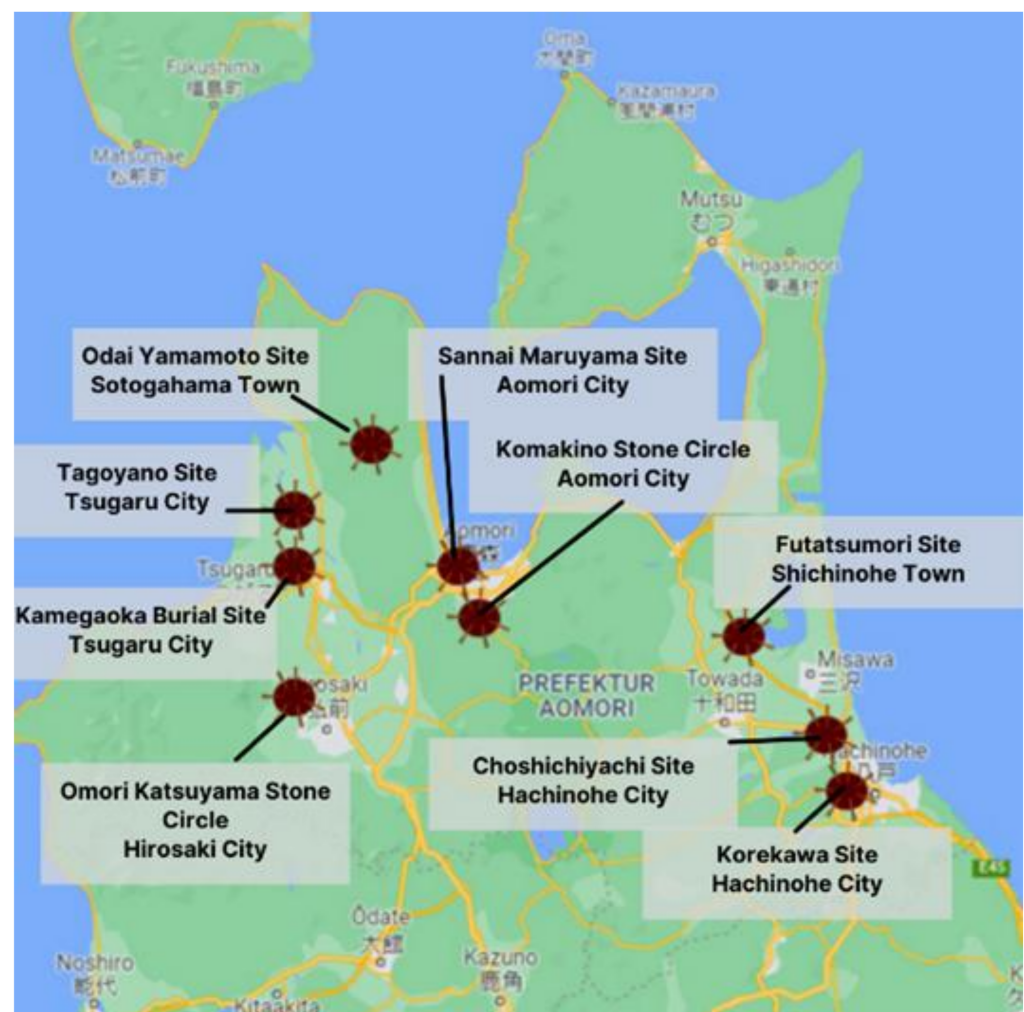 Oma
大間町
Fukushima
福島町
Kazamaura
風間浦村
Matsumae
松前町
Mutsu
むつ
Higashidori
東通村
Odai Yamamoto Site
Sotogahama Town
Sannai Maruyama Site
Aomori City
Komakino Stone Circle
Aomori City
Tagoyano Site
Tsugaru City
Futatsumori Site
Shichinohe Town
Kamegaoka Burial Site
Tsugaru City
Misawa
三沢
PREFEKTUR
AOMORI
Towada
十和田
Choshichiyachi Site
Hachinohe City
Omori Katsuyama Stone
Circle
Hirosaki City
Korekawa Site
Hachinohe City
E45
Ōdate
大館
Noshiro
能代
Kazuno
鹿角
Kitaakita